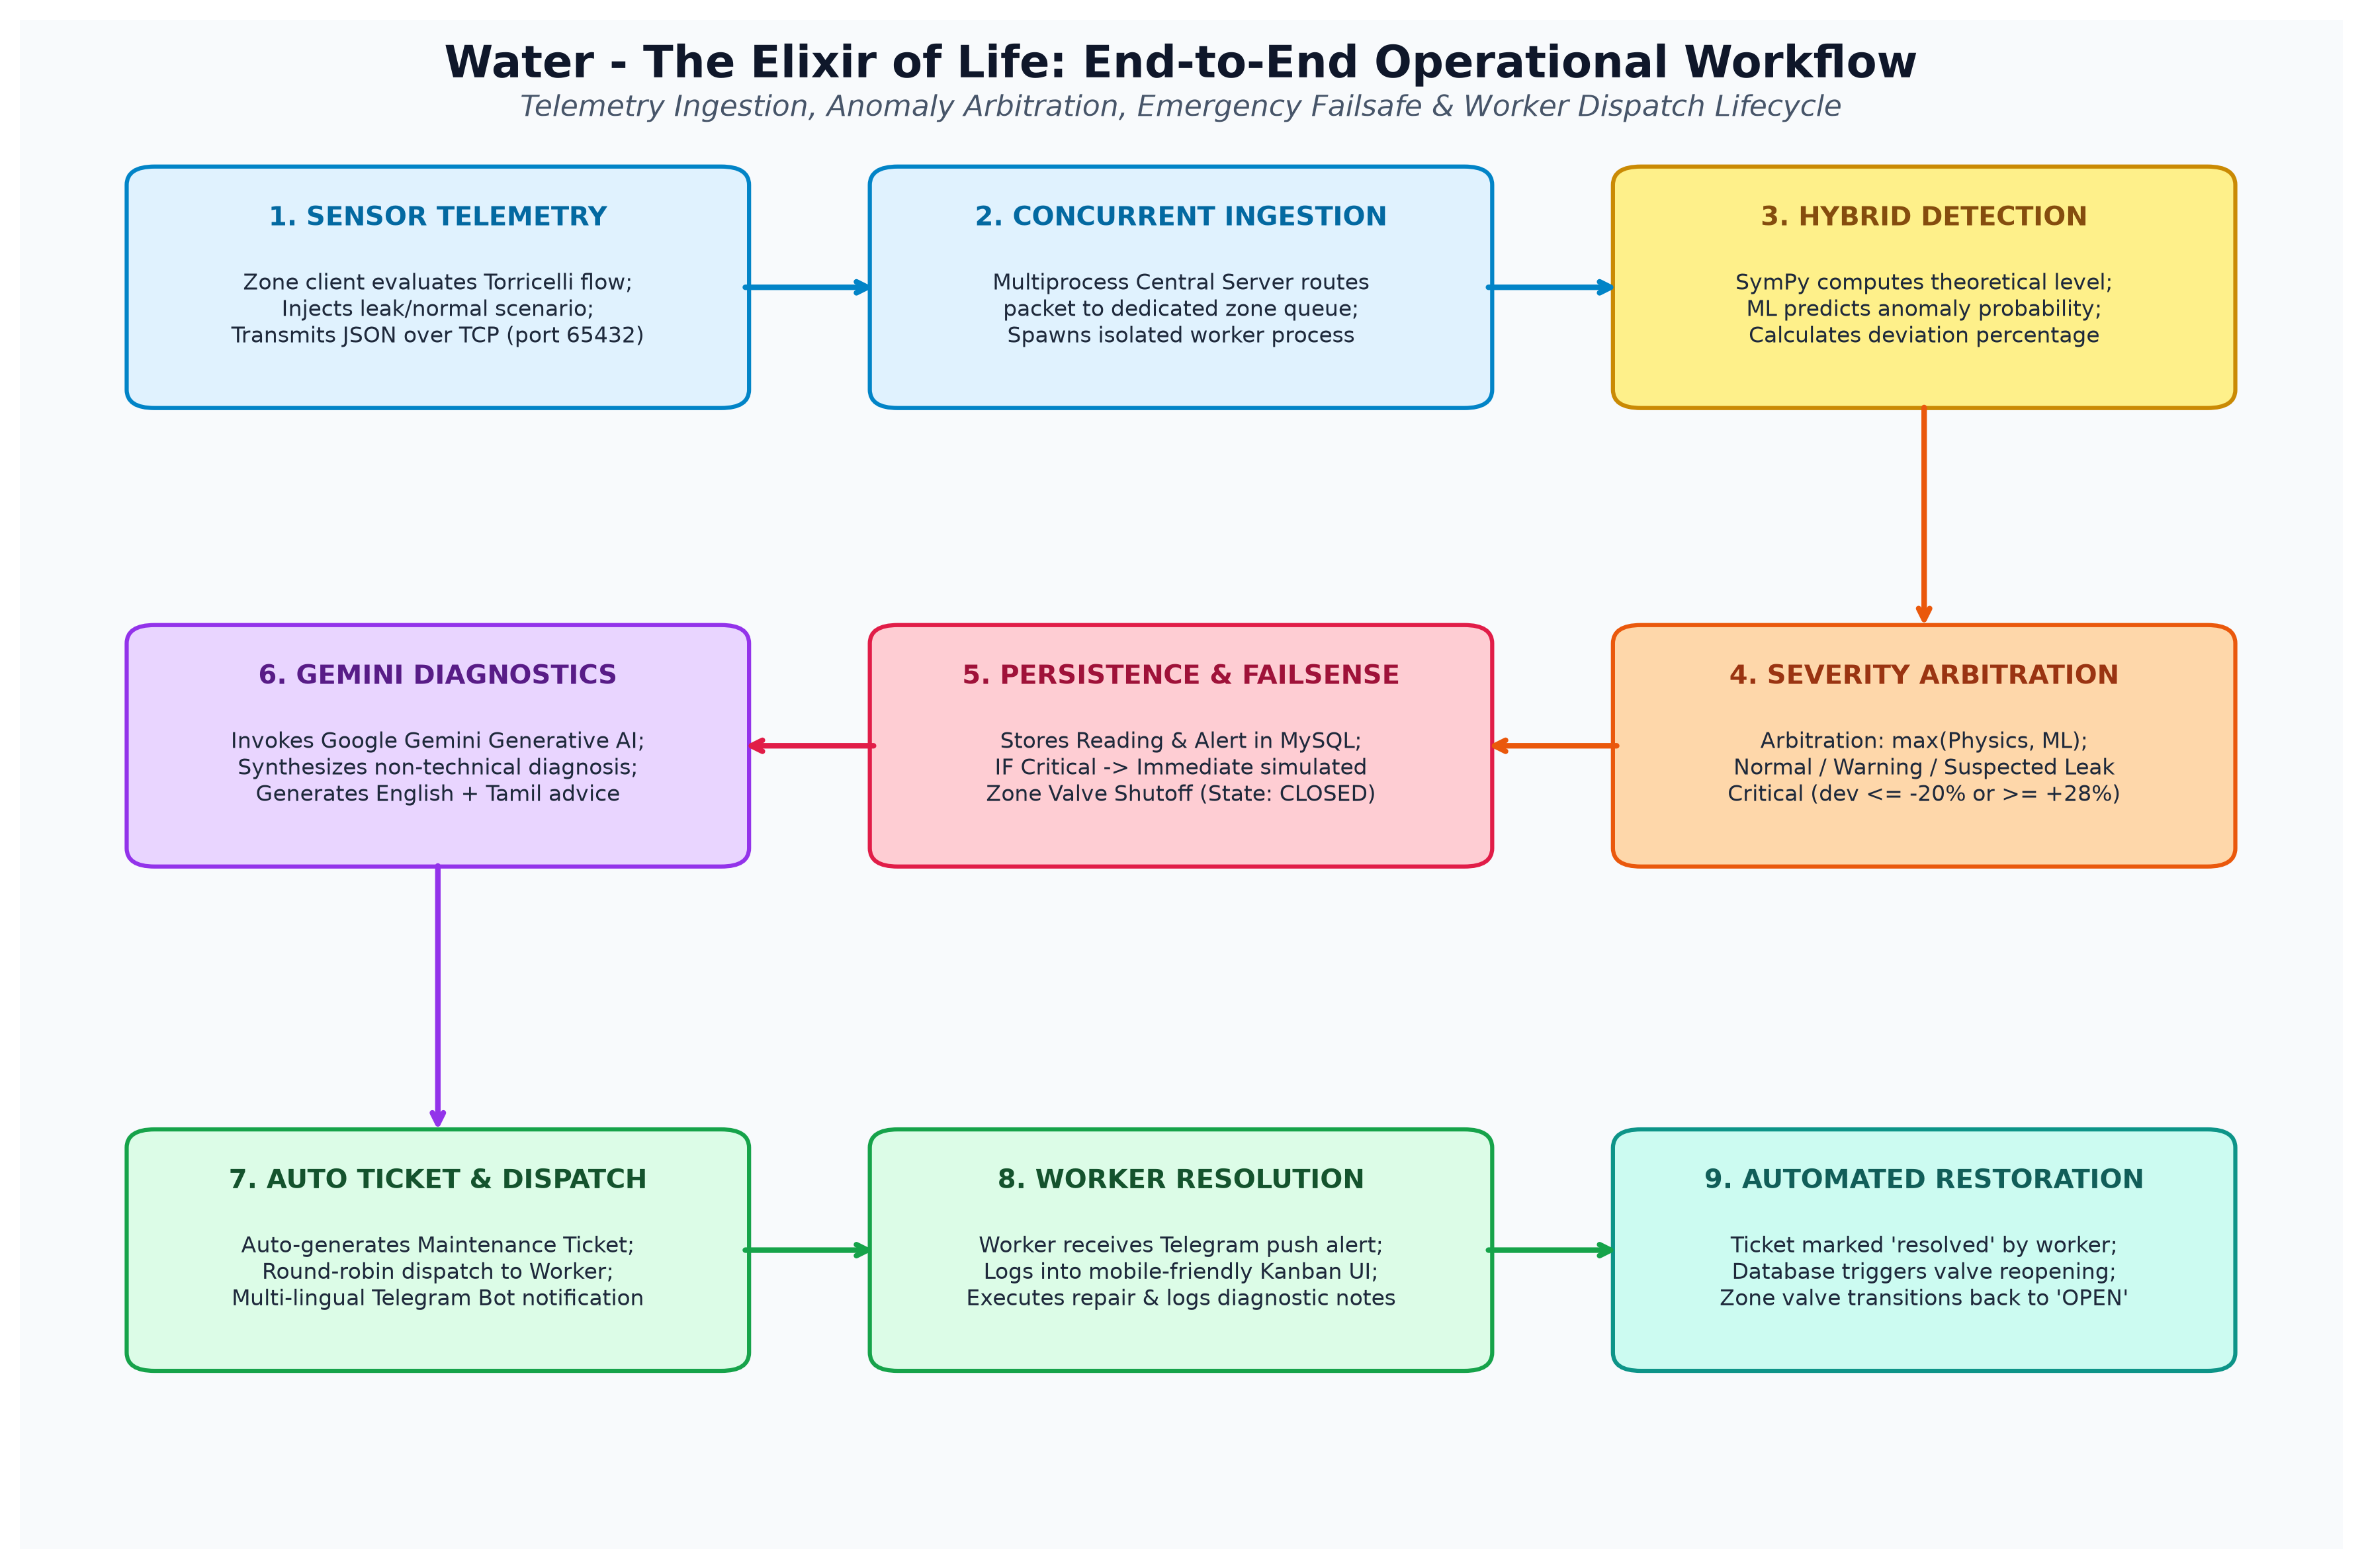 Water - The Elixir of Life: End-to-End Operational Workflow
Telemetry Ingestion, Anomaly Arbitration, Emergency Failsafe & Worker Dispatch Lifecycle
1. SENSOR TELEMETRY
Zone client evaluates Torricelli flow;
Injects leak/normal scenario;
Transmits JSON over TCP (port 65432)
2. CONCURRENT INGESTION
Multiprocess Central Server routes
packet to dedicated zone queue;
Spawns isolated worker process
3. HYBRID DETECTION
SymPy computes theoretical level;
ML predicts anomaly probability;
Calculates deviation percentage
4. SEVERITY ARBITRATION
Arbitration: max(Physics, ML);
Normal / Warning / Suspected Leak
Critical (dev <= -20% or >= +28%)
5. PERSISTENCE & FAILSENSE
Stores Reading & Alert in MySQL;
IF Critical -> Immediate simulated
Zone Valve Shutoff (State: CLOSED)
6. GEMINI DIAGNOSTICS
Invokes Google Gemini Generative AI;
Synthesizes non-technical diagnosis;
Generates English + Tamil advice
7. AUTO TICKET & DISPATCH
Auto-generates Maintenance Ticket;
Round-robin dispatch to Worker;
Multi-lingual Telegram Bot notification
8. WORKER RESOLUTION
Worker receives Telegram push alert;
Logs into mobile-friendly Kanban UI;
Executes repair & logs diagnostic notes
9. AUTOMATED RESTORATION
Ticket marked 'resolved' by worker;
Database triggers valve reopening;
Zone valve transitions back to 'OPEN'